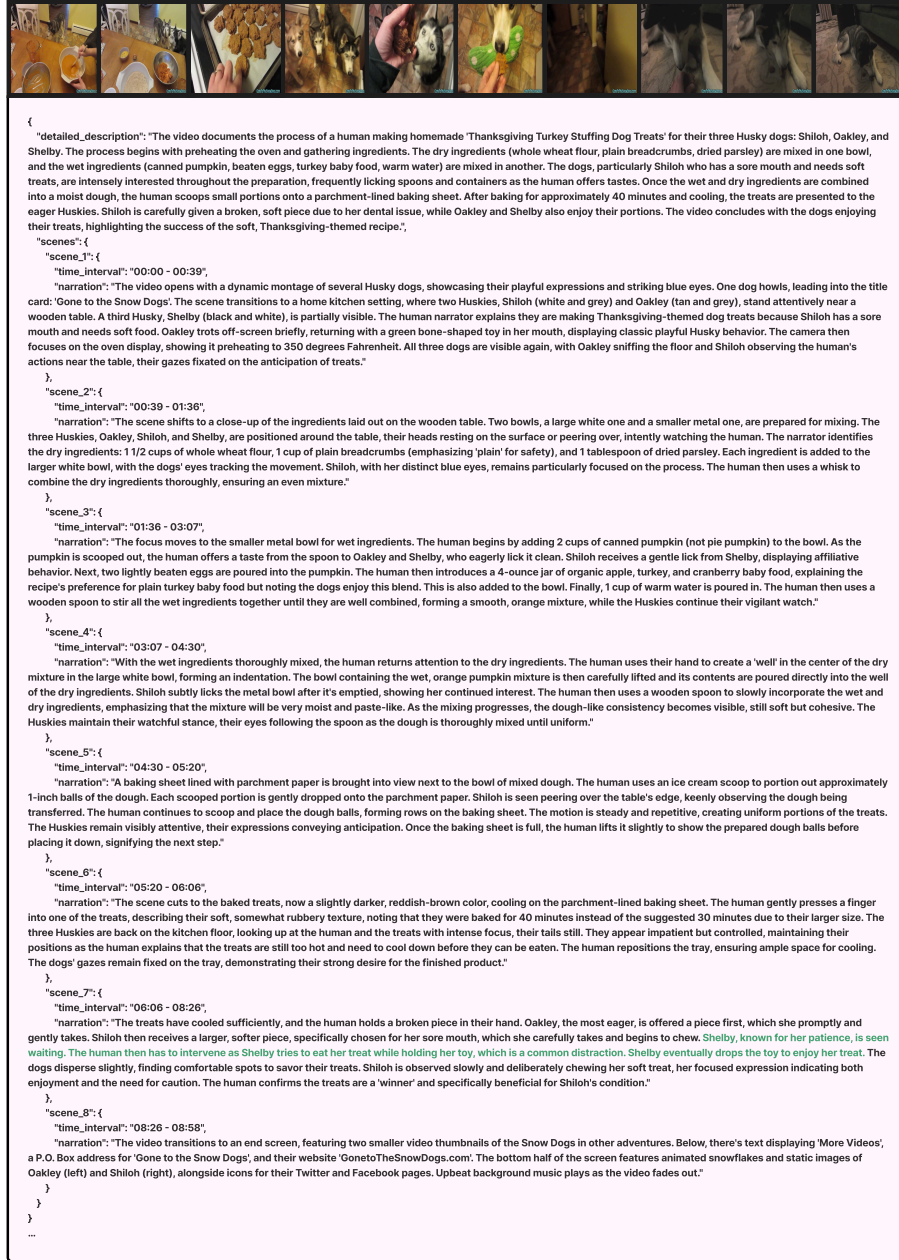 {
"detailed_description": "The video documents the process of a human making homemade 'Thanksgiving Turkey Stuffing Dog Treats' for their three Husky dogs: Shiloh, Oakley, and
Shelby. The process begins with preheating the oven and gathering ingredients. The dry ingredients (whole wheat flour, plain breadcrumbs, dried parsley) are mixed in one bowl,
and the wet ingredients (canned pumpkin, beaten eggs, turkey baby food, warm water) are mixed in another. The dogs, particularly Shiloh who has a sore mouth and needs soft
treats, are intensely interested throughout the preparation, frequently licking spoons and containers as the human offers tastes. Once the wet and dry ingredients are combined
into a moist dough, the human scoops small portions onto a parchment-lined baking sheet. After baking for approximately 40 minutes and cooling, the treats are presented to the
eager Huskies. Shiloh is carefully given a broken, soft piece due to her dental issue, while Oakley and Shelby also enjoy their portions. The video concludes with the dogs enjoying
their treats, highlighting the success of the soft, Thanksgiving-themed recipe.",
"scenes": {
"scene_1": {
"time_interval": "00:00 - 00:39",
"narration": "The video opens with a dynamic montage of several Husky dogs, showcasing their playful expressions and striking blue eyes. One dog howls, leading into the title
card: 'Gone to the Snow Dogs'. The scene transitions to a home kitchen setting, where two Huskies, Shiloh (white and grey) and Oakley (tan and grey), stand attentively near a
wooden table. A third Husky, Shelby (black and white), is partially visible. The human narrator explains they are making Thanksgiving-themed dog treats because Shiloh has a sore
mouth and needs soft food. Oakley trots off-screen briefly, returning with a green bone-shaped toy in her mouth, displaying classic playful Husky behavior. The camera then
focuses on the oven display, showing it preheating to 350 degrees Fahrenheit. All three dogs are visible again, with Oakley sniffing the floor and Shiloh observing the human's
actions near the table, their gazes fixated on the anticipation of treats."
},
"scene_2": {
"time_interval": "00:39 - 01:36",
"narration": "The scene shifts to a close-up of the ingredients laid out on the wooden table. Two bowls, a large white one and a smaller metal one, are prepared for mixing. The
three Huskies, Oakley, Shiloh, and Shelby, are positioned around the table, their heads resting on the surface or peering over, intently watching the human. The narrator identifies
the dry ingredients: 1 1/2 cups of whole wheat flour, 1 cup of plain breadcrumbs (emphasizing 'plain' for safety), and 1 tablespoon of dried parsley. Each ingredient is added to the
larger white bowl, with the dogs' eyes tracking the movement. Shiloh, with her distinct blue eyes, remains particularly focused on the process. The human then uses a whisk to
combine the dry ingredients thoroughly, ensuring an even mixture."
},
"scene_3": {
"time_interval": "01:36 - 03:07",
"narration": "The focus moves to the smaller metal bowl for wet ingredients. The human begins by adding 2 cups of canned pumpkin (not pie pumpkin) to the bowl. As the
pumpkin is scooped out, the human offers a taste from the spoon to Oakley and Shelby, who eagerly lick it clean. Shiloh receives a gentle lick from Shelby, displaying affiliative
behavior. Next, two lightly beaten eggs are poured into the pumpkin. The human then introduces a 4-ounce jar of organic apple, turkey, and cranberry baby food, explaining the
recipe's preference for plain turkey baby food but noting the dogs enjoy this blend. This is also added to the bowl. Finally, 1 cup of warm water is poured in. The human then uses a
wooden spoon to stir all the wet ingredients together until they are well combined, forming a smooth, orange mixture, while the Huskies continue their vigilant watch."
},
"scene_4": {
"time_interval": "03:07 - 04:30",
"narration": "With the wet ingredients thoroughly mixed, the human returns attention to the dry ingredients. The human uses their hand to create a 'well' in the center of the dry
mixture in the large white bowl, forming an indentation. The bowl containing the wet, orange pumpkin mixture is then carefully lifted and its contents are poured directly into the well
of the dry ingredients. Shiloh subtly licks the metal bowl after it's emptied, showing her continued interest. The human then uses a wooden spoon to slowly incorporate the wet and
dry ingredients, emphasizing that the mixture will be very moist and paste-like. As the mixing progresses, the dough-like consistency becomes visible, still soft but cohesive. The
Huskies maintain their watchful stance, their eyes following the spoon as the dough is thoroughly mixed until uniform."
},
"scene_5": {
"time_interval": "04:30 - 05:20",
"narration": "A baking sheet lined with parchment paper is brought into view next to the bowl of mixed dough. The human uses an ice cream scoop to portion out approximately
1-inch balls of the dough. Each scooped portion is gently dropped onto the parchment paper. Shiloh is seen peering over the table's edge, keenly observing the dough being
transferred. The human continues to scoop and place the dough balls, forming rows on the baking sheet. The motion is steady and repetitive, creating uniform portions of the treats.
The Huskies remain visibly attentive, their expressions conveying anticipation. Once the baking sheet is full, the human lifts it slightly to show the prepared dough balls before
placing it down, signifying the next step."
},
"scene_6": {
"time_interval": "05:20 - 06:06",
"narration": "The scene cuts to the baked treats, now a slightly darker, reddish-brown color, cooling on the parchment-lined baking sheet. The human gently presses a finger
into one of the treats, describing their soft, somewhat rubbery texture, noting that they were baked for 40 minutes instead of the suggested 30 minutes due to their larger size. The
three Huskies are back on the kitchen floor, looking up at the human and the treats with intense focus, their tails still. They appear impatient but controlled, maintaining their
positions as the human explains that the treats are still too hot and need to cool down before they can be eaten. The human repositions the tray, ensuring ample space for cooling.
The dogs' gazes remain fixed on the tray, demonstrating their strong desire for the finished product."
},
"scene_7": {
"time_interval": "06:06 - 08:26",
"narration": "The treats have cooled sufficiently, and the human holds a broken piece in their hand. Oakley, the most eager, is offered a piece first, which she promptly and
gently takes. Shiloh then receives a larger, softer piece, specifically chosen for her sore mouth, which she carefully takes and begins to chew. Shelby, known for her patience, is seen
waiting. The human then has to intervene as Shelby tries to eat her treat while holding her toy, which is a common distraction. Shelby eventually drops the toy to enjoy her treat. The
dogs disperse slightly, finding comfortable spots to savor their treats. Shiloh is observed slowly and deliberately chewing her soft treat, her focused expression indicating both
enjoyment and the need for caution. The human confirms the treats are a 'winner' and specifically beneficial for Shiloh's condition."
},
"scene_8": {
"time_interval": "08:26 - 08:58",
"narration": "The video transitions to an end screen, featuring two smaller video thumbnails of the Snow Dogs in other adventures. Below, there's text displaying 'More Videos',
a P.O. Box address for 'Gone to the Snow Dogs', and their website 'GonetoTheSnowDogs.com'. The bottom half of the screen features animated snowflakes and static images of
Oakley (left) and Shiloh (right), alongside icons for their Twitter and Facebook pages. Upbeat background music plays as the video fades out."
}
}
}
...